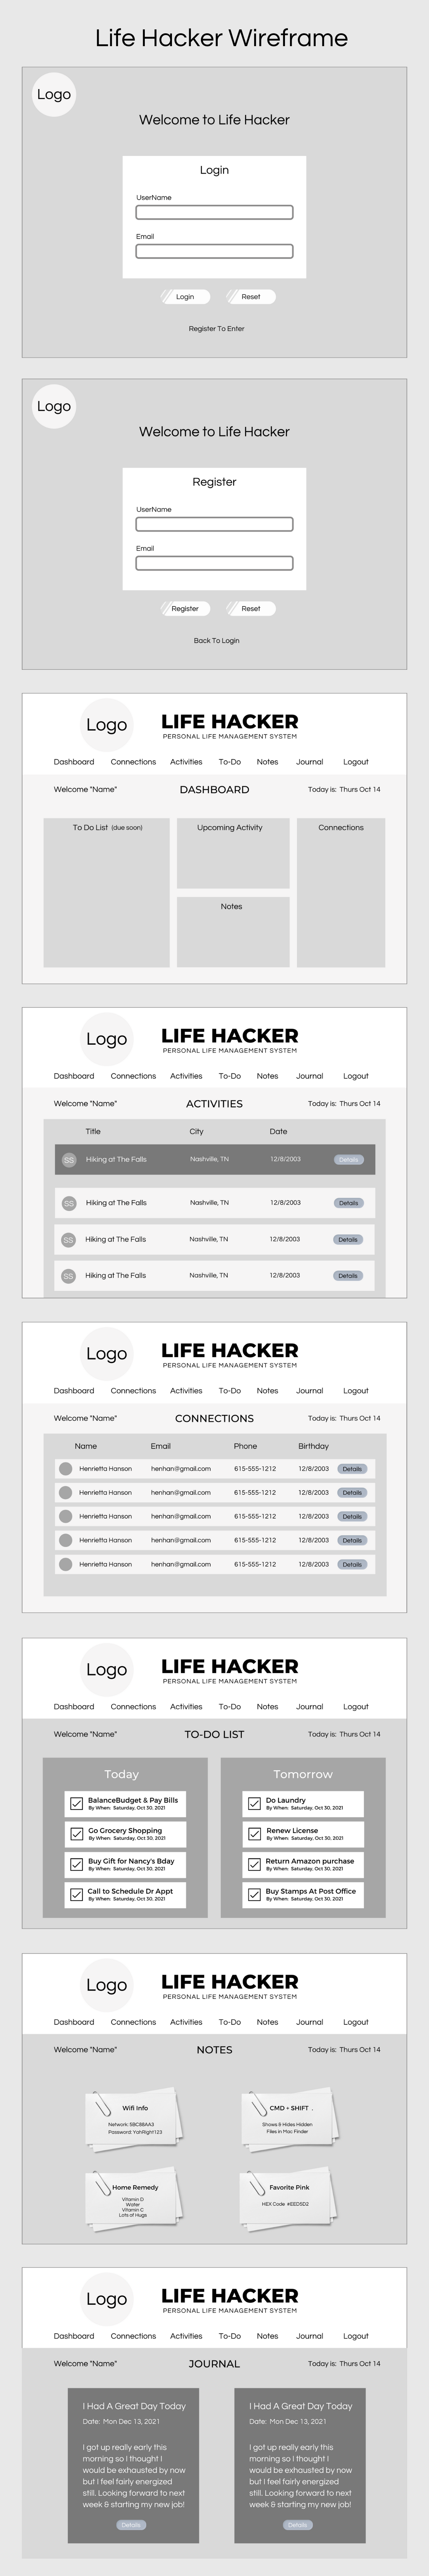 Life Hacker Wireframe
Logo
Welcome to Life Hacker
Login
UserName
Email
Login Reset
Register To Enter
Logo
Welcome to Life Hacker
Register
UserName
Email
Register Reset
Back To Login
Logo
LIFE HACKER
PERSONAL LIFE MANAGEMENT SYSTEM
Dashboard Connections Activities To-Do Notes Journal Logout
Welcome "Name" DASHBOARD Today is: Thurs Oct 14
To Do List (due soon) Upcoming Activity Connections
Notes
Logo
LIFE HACKER
PERSONAL LIFE MANAGEMENT SYSTEM
Dashboard Connections Activities To-Do Notes Journal Logout
Welcome "Name" ACTIVITIES Today is: Thurs Oct 14
Title City Date
SS Hiking at The Falls Nashville, TN 12/8/2003 Details
SS Hiking at The Falls Nashville, TN 12/8/2003 Details
SS Hiking at The Falls Nashville, TN 12/8/2003 Details
SS Hiking at The Falls Nashville, TN 12/8/2003 Details
Logo
LIFE HACKER
PERSONAL LIFE MANAGEMENT SYSTEM
Dashboard Connections Activities To-Do Notes Journal Logout
Welcome "Name" CONNECTIONS Today is: Thurs Oct 14
Name Email Phone Birthday
Henrietta Hanson henhan@gmail.com 615-555-1212 12/8/2003 Details
Henrietta Hanson henhan@gmail.com 615-555-1212 12/8/2003 Details
Henrietta Hanson henhan@gmail.com 615-555-1212 12/8/2003 Details
Henrietta Hanson henhan@gmail.com 615-555-1212 12/8/2003 Details
Henrietta Hanson henhan@gmail.com 615-555-1212 12/8/2003 Details
Logo
LIFE HACKER
PERSONAL LIFE MANAGEMENT SYSTEM
Dashboard Connections Activities To-Do Notes Journal Logout
Welcome "Name" TO-DO LIST Today is: Thurs Oct 14
Today
BalanceBudget & Pay Bills
By When: Saturday, Oct 30, 2021
Go Grocery Shopping
By When: Saturday, Oct 30, 2021
Buy Gift for Nancy's Bday
By When: Saturday, Oct 30, 2021
Call to Schedule Dr Appt
By When: Saturday, Oct 30, 2021
Tomorrow
Do Laundry
By When: Saturday, Oct 30, 2021
Renew License
By When: Saturday, Oct 30, 2021
Return Amazon purchase
By When: Saturday, Oct 30, 2021
Buy Stamps At Post Office
By When: Saturday, Oct 30, 2021
Logo
LIFE HACKER
PERSONAL LIFE MANAGEMENT SYSTEM
Dashboard Connections Activities To-Do Notes Journal Logout
Welcome "Name" NOTES Today is: Thurs Oct 14
Wifi Info
Network: 5BC88AA3
Password: YahRight123
CMD + SHIFT .
Shows & Hides Hidden
Files in Mac Finder
Home Remedy
Vitamin D
Water
Vitamin C
Lots of Hugs
Favorite Pink
HEX Code #EED5D2
Logo
LIFE HACKER
PERSONAL LIFE MANAGEMENT SYSTEM
Dashboard Connections Activities To-Do Notes Journal Logout
Welcome "Name" JOURNAL Today is: Thurs Oct 14
I Had A Great Day Today
Date: Mon Dec 13, 2021
I got up really early this
morning so I thought I
would be exhausted by now
but I feel fairly energized
still. Looking forward to next
week & starting my new job!
Details
I Had A Great Day Today
Date: Mon Dec 13, 2021
I got up really early this
morning so I thought I
would be exhausted by now
but I feel fairly energized
still. Looking forward to next
week & starting my new job!
Details